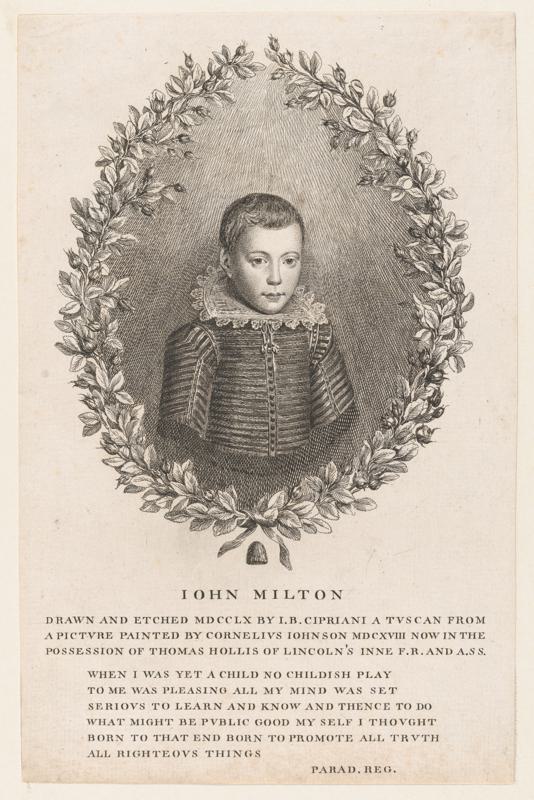 IOHN MILTON
DRAWN AND ETCHED MDCCLX BY I.B.CIPRIANI A TVSCAN FROM
A PICTVRE PAINTED BY CORNELIVS IOHNSON MDCXVIII NOW IN THE
POSSESSION OF THOMAS HOLLIS OF LINCOLN'S INNE F.R. AND A.SS.
WHEN I WAS YET A CHILD NO CHILDISH PLAY
TO ME WAS PLEASING ALL MY MIND WAS SET
SERIOVS TO LEARN AND KNOW AND THENCE TO DO
WHAT MIGHT BE PVBLIC GOOD MY SELF I THOVGHT
BORN TO THAT END BORN TO PROMOTE ALL TRVTH
ALL RIGHTEOVS THINGS
PARAD. REG.